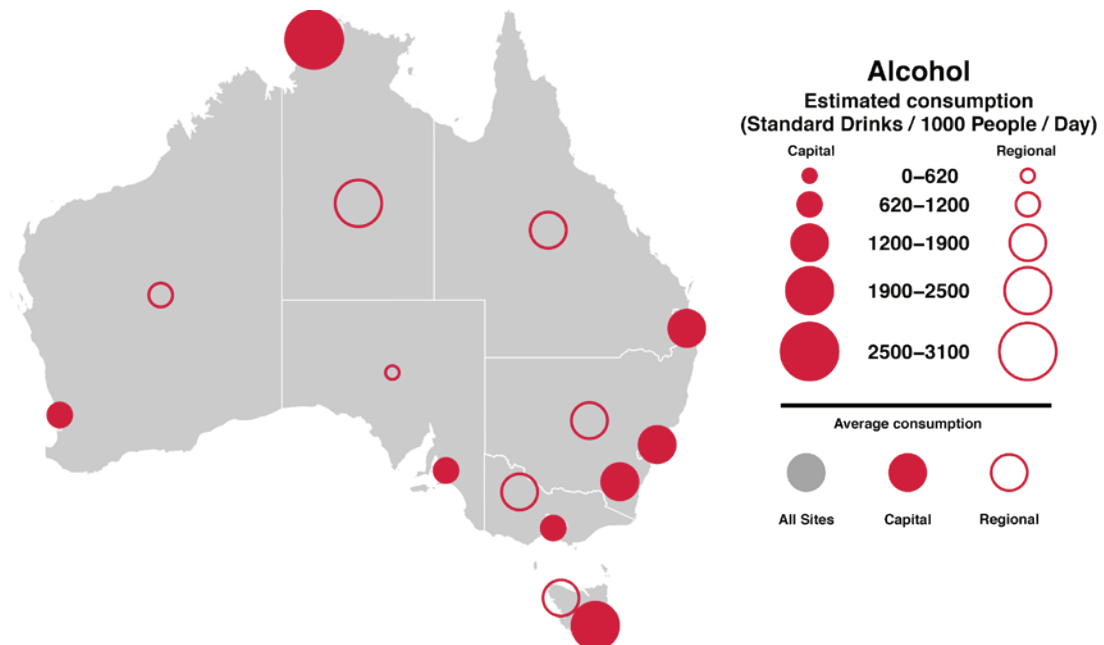 Alcohol
Estimated consumption
(Standard Drinks / 1000 People / Day)
Capital Regional
0–620
620–1200
1200–1900
1900–2500
2500–3100
Average consumption
All Sites Capital Regional